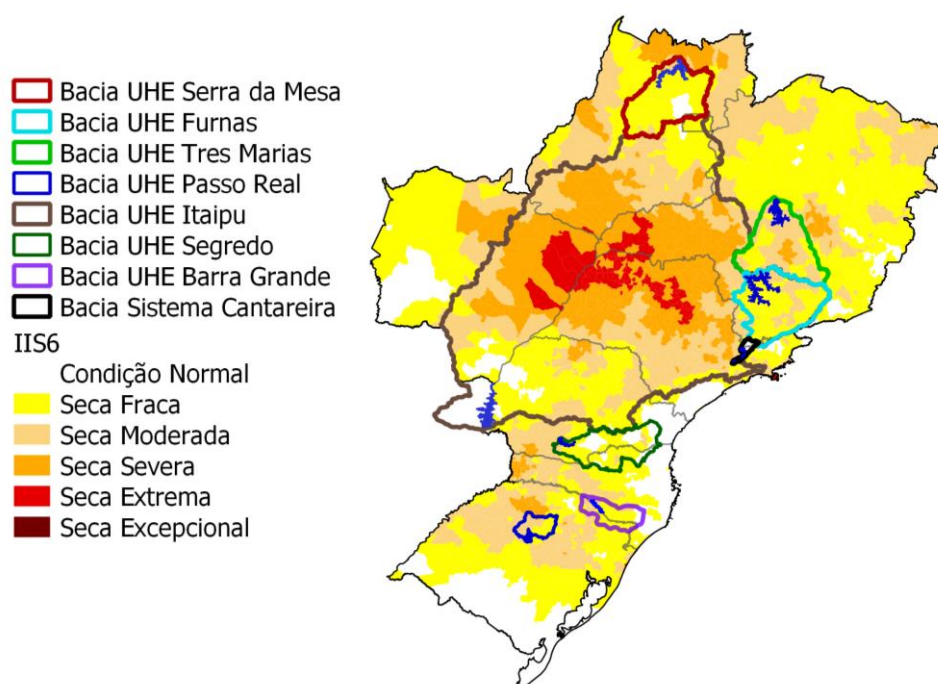 Bacia UHE Serra da Mesa
Bacia UHE Furnas
Bacia UHE Tres Marias
Bacia UHE Passo Real
Bacia UHE Itaipu
Bacia UHE Segredo
Bacia UHE Barra Grande
Bacia Sistema Cantareira
IIS6
Condição Normal
Seca Fraca
Seca Moderada
Seca Severa
Seca Extrema
Seca Excepcional